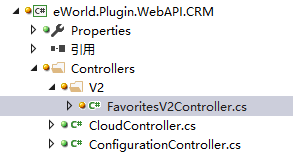 eWorld.Plugin.WebAPI.CRM
Properties
引用
Controllers
V2
FavoritesV2Controller.cs
CloudController.cs
ConfigurationController.cs